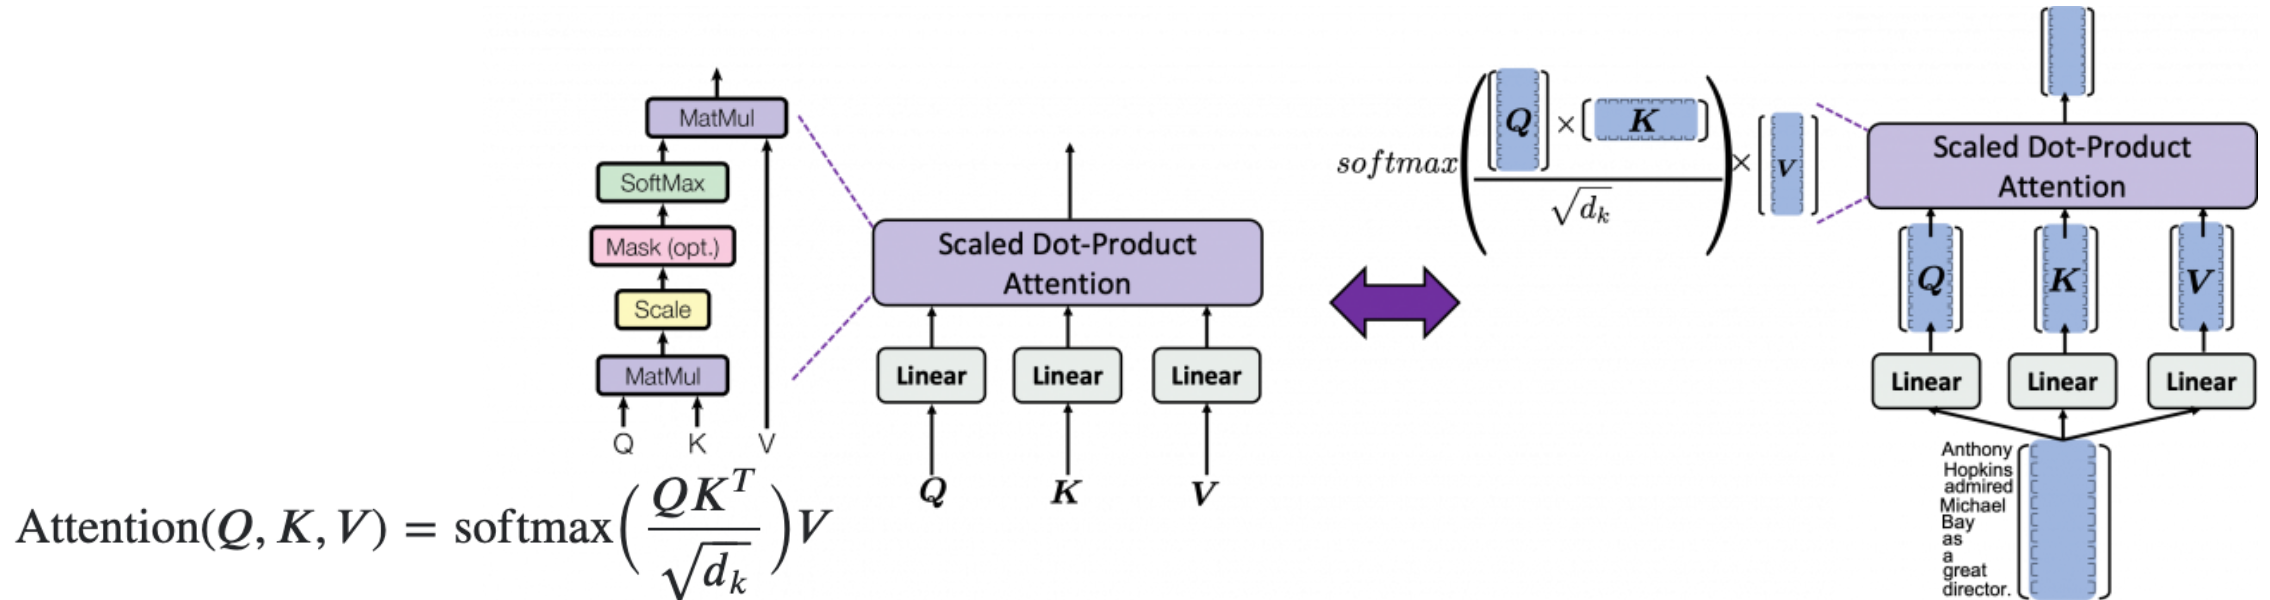 MatMul
SoftMax
Mask (opt.)
Scale
MatMul
Q K V
Attention(Q, K, V) = softmax(QK^T / √d_k)V
Scaled Dot-Product
Attention
Linear Linear Linear
Q K V
softmax(Q × K / √d_k) × V
Scaled Dot-Product
Attention
Q K V
Linear Linear Linear
Anthony
Hopkins
admired
Michael
Bay
as
a
great
director.